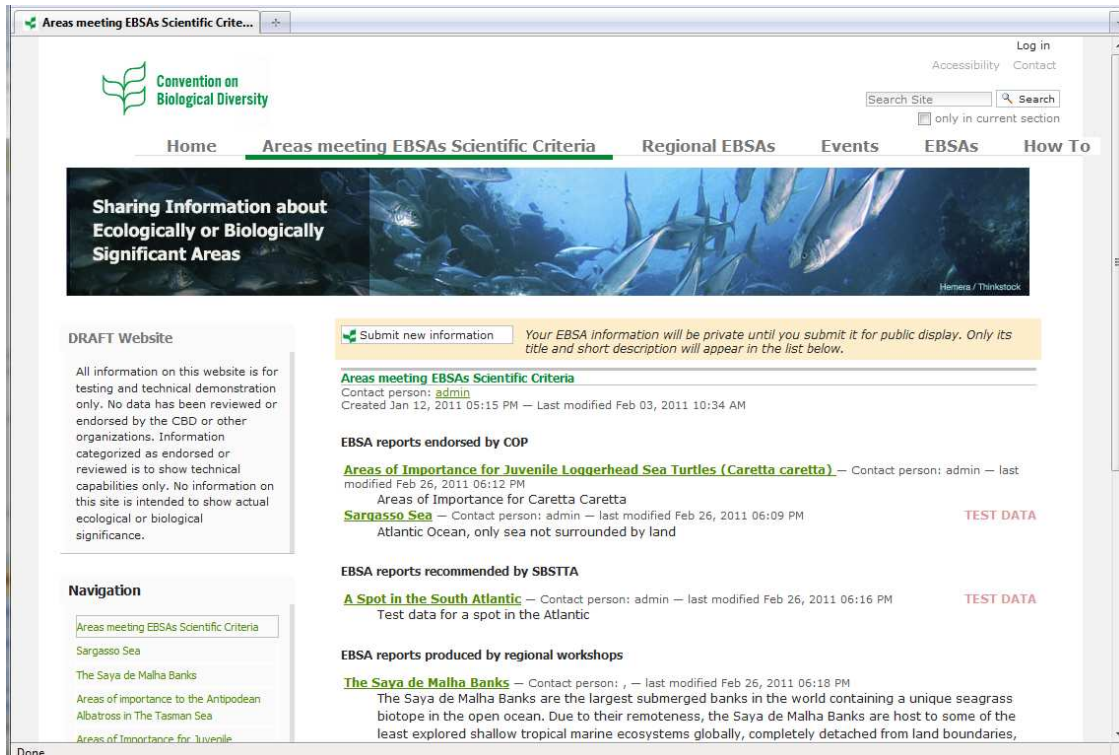 Areas meeting EBSAs Scientific Crite...
Log in
Accessibility Contact
Convention on
Biological Diversity
Search Site Search
only in current section
Home Areas meeting EBSAs Scientific Criteria Regional EBSAs Events EBSAs How To
Sharing Information about
Ecologically or Biologically
Significant Areas
Hemera / Thinkstock
DRAFT Website
All information on this website is for
testing and technical demonstration
only. No data has been reviewed or
endorsed by the CBD or other
organizations. Information
categorized as endorsed or
reviewed is to show technical
capabilities only. No information on
this site is intended to show actual
ecological or biological
significance.
Navigation
Areas meeting EBSAs Scientific Criteria
Sargasso Sea
The Saya de Malha Banks
Areas of importance to the Antipodean
Albatross in The Tasman Sea
Areas of Importance for Juvenile
Submit new information
Your EBSA information will be private until you submit it for public display. Only its
title and short description will appear in the list below.
Areas meeting EBSAs Scientific Criteria
Contact person: admin
Created Jan 12, 2011 05:15 PM — Last modified Feb 03, 2011 10:34 AM
EBSA reports endorsed by COP
Areas of Importance for Juvenile Loggerhead Sea Turtles (Caretta caretta) — Contact person: admin — last
modified Feb 26, 2011 06:12 PM
Areas of Importance for Caretta Caretta
Sargasso Sea — Contact person: admin — last modified Feb 26, 2011 06:09 PM TEST DATA
Atlantic Ocean, only sea not surrounded by land
EBSA reports recommended by SBSTTA
A Spot in the South Atlantic — Contact person: admin — last modified Feb 26, 2011 06:16 PM TEST DATA
Test data for a spot in the Atlantic
EBSA reports produced by regional workshops
The Saya de Malha Banks — Contact person: , — last modified Feb 26, 2011 06:18 PM
The Saya de Malha Banks are the largest submerged banks in the world containing a unique seagrass
biotope in the open ocean. Due to their remoteness, the Saya de Malha Banks are host to some of the
least explored shallow tropical marine ecosystems globally, completely detached from land boundaries,
Done